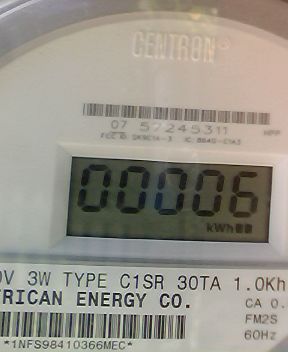 CENTRON®
07 57245311
00006
kWh
0V 3W TYPE C1SR 30TA 1.0Kh
RICAN ENERGY CO.
CA 0.
FM2S
60Hz
*1NFS98410366MEC*